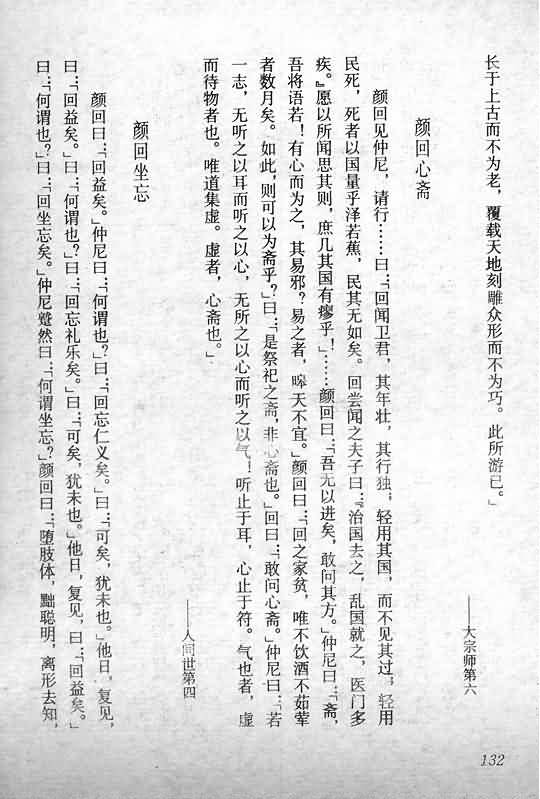 长于上古而不为老，覆载天地刻雕众形而不为巧。此所游已。」
——大宗师第六
颜回心斋
颜回见仲尼，请行……曰：「回闻卫君，其年壮，其行独；轻用其国，而不见其过；轻用
民死，死者以国量乎泽若蕉，民其无如矣。回尝闻之夫子曰：『治国去之，乱国就之，医门多
疾。』愿以所闻思其则，庶几其国有瘳乎！」……颜回曰：「吾无以进矣，敢问其方。」仲尼曰：「斋，
吾将语若！有心而为之，其易邪？易之者，暤天不宜。」颜回曰：「回之家贫，唯不饮酒不茹荤
者数月矣。如此，则可以为斋乎？」曰：「是祭祀之斋，非心斋也。」回曰：「敢问心斋。」仲尼曰：「若
一志，无听之以耳而听之以心，无所之以心而听之以气！听止于耳，心止于符。气也者，虚
而待物者也。唯道集虚。虚者，心斋也。」
——人间世第四
颜回坐忘
颜回曰：「回益矣。」仲尼曰：「何谓也？」曰：「回忘仁义矣。」曰：「可矣，犹未也。」他日，复见，
曰：「回益矣。」曰：「何谓也？」曰：「回忘礼乐矣。」曰：「可矣，犹未也。」他日，复见，曰：「回益矣。」
曰：「何谓也？」曰：「回坐忘矣。」仲尼蹵然曰：「何谓坐忘？」颜回曰：「堕肢体，黜聪明，离形去知，
132